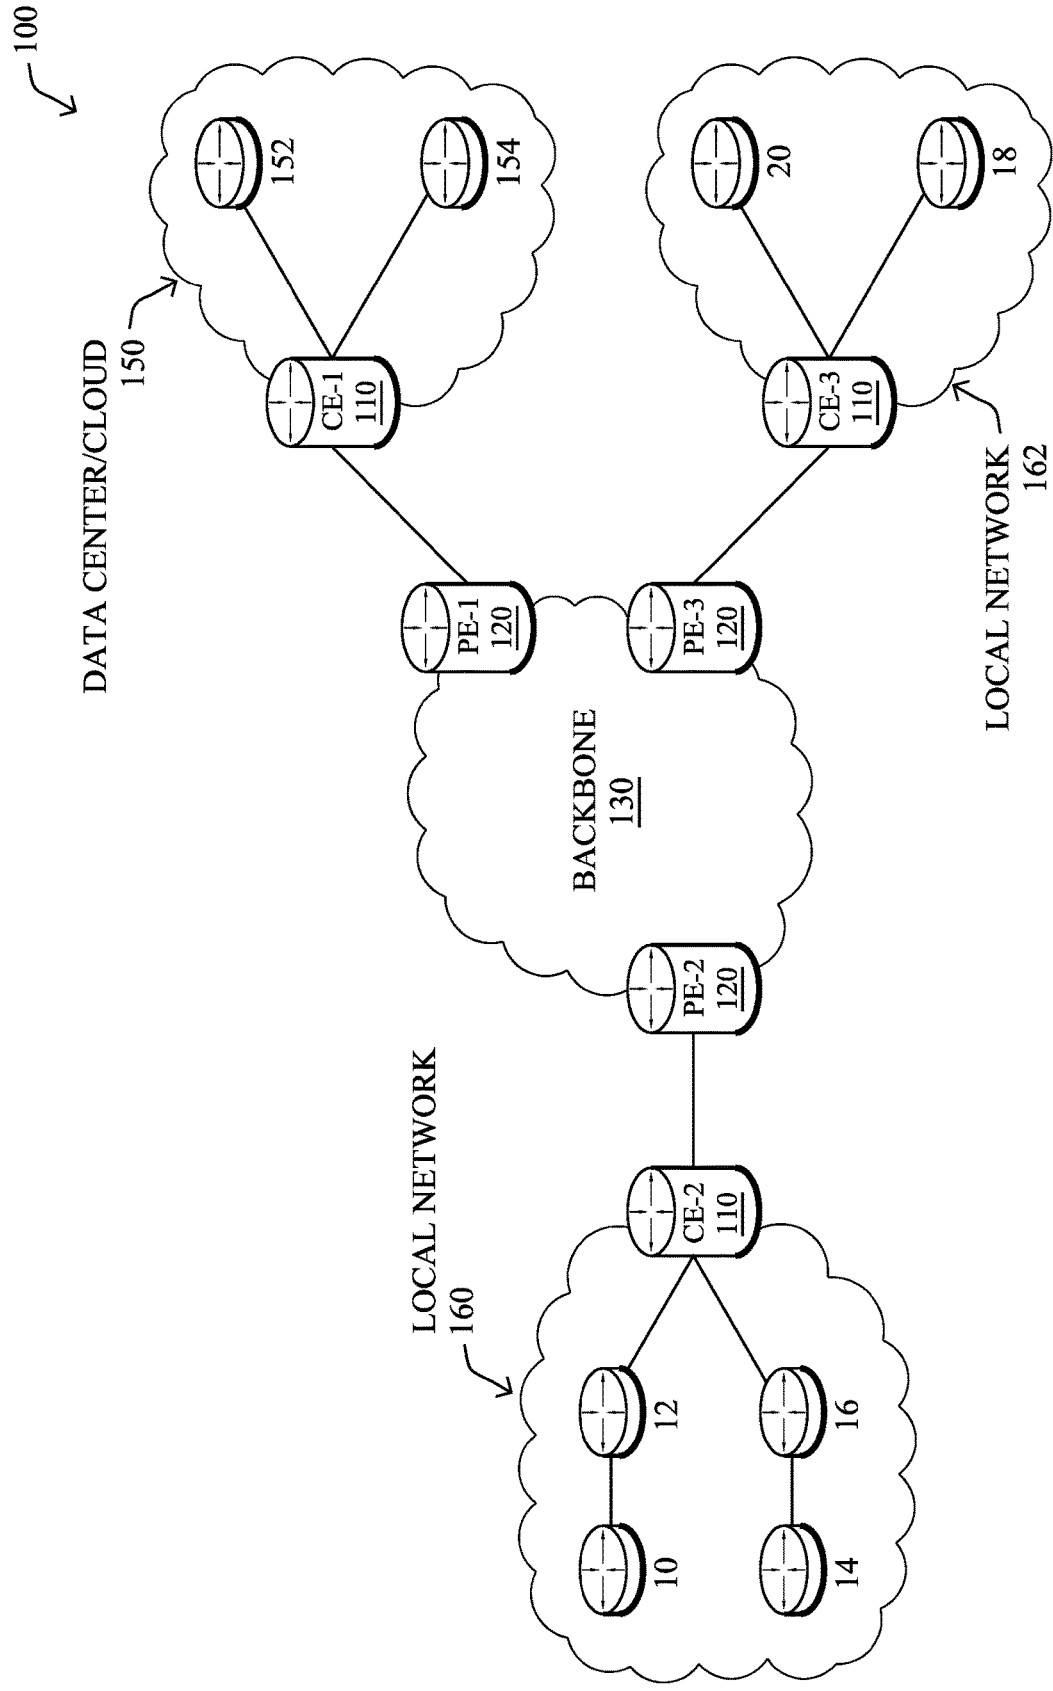 100
DATA CENTER/CLOUD
150
152
154
CE-1
110
PE-1
120
BACKBONE
130
PE-3
120
CE-3
110
20
18
LOCAL NETWORK
162
PE-2
120
LOCAL NETWORK
160
CE-2
110
12
10
16
14